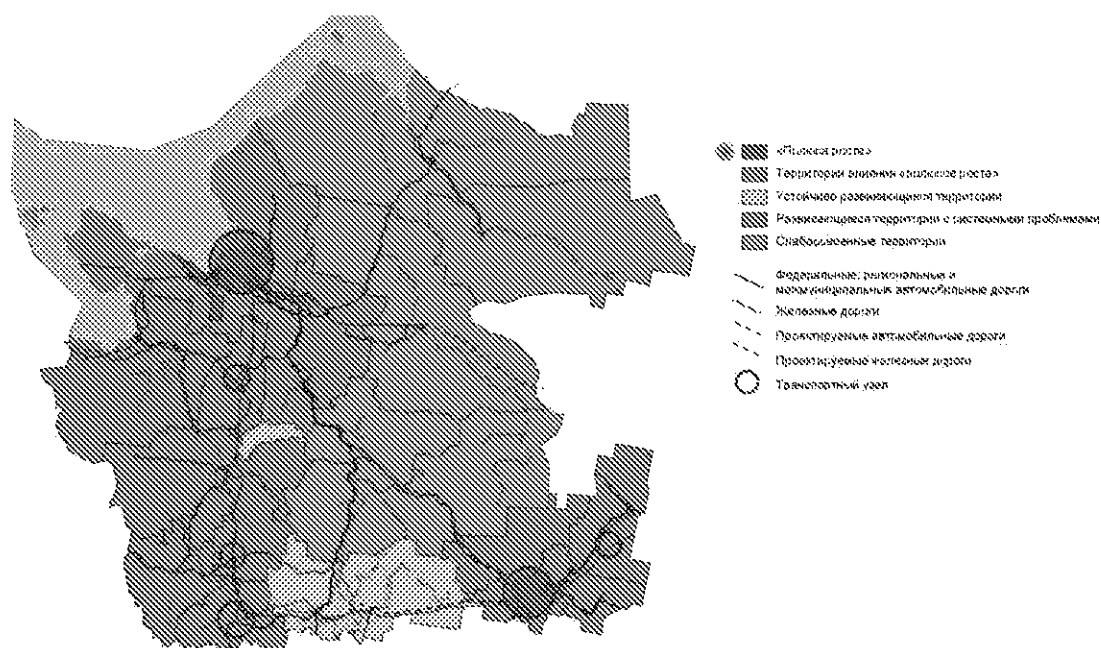 «Полюса роста»
Территории влияния «полюсов роста»
Устойчиво развивающиеся территории
Развивающиеся территории с системными проблемами
Слабоосвоенные территории
Федеральные, региональные и
межмуниципальные автомобильные дороги
Железные дороги
Проектируемые автомобильные дороги
Проектируемые железные дороги
Транспортный узел